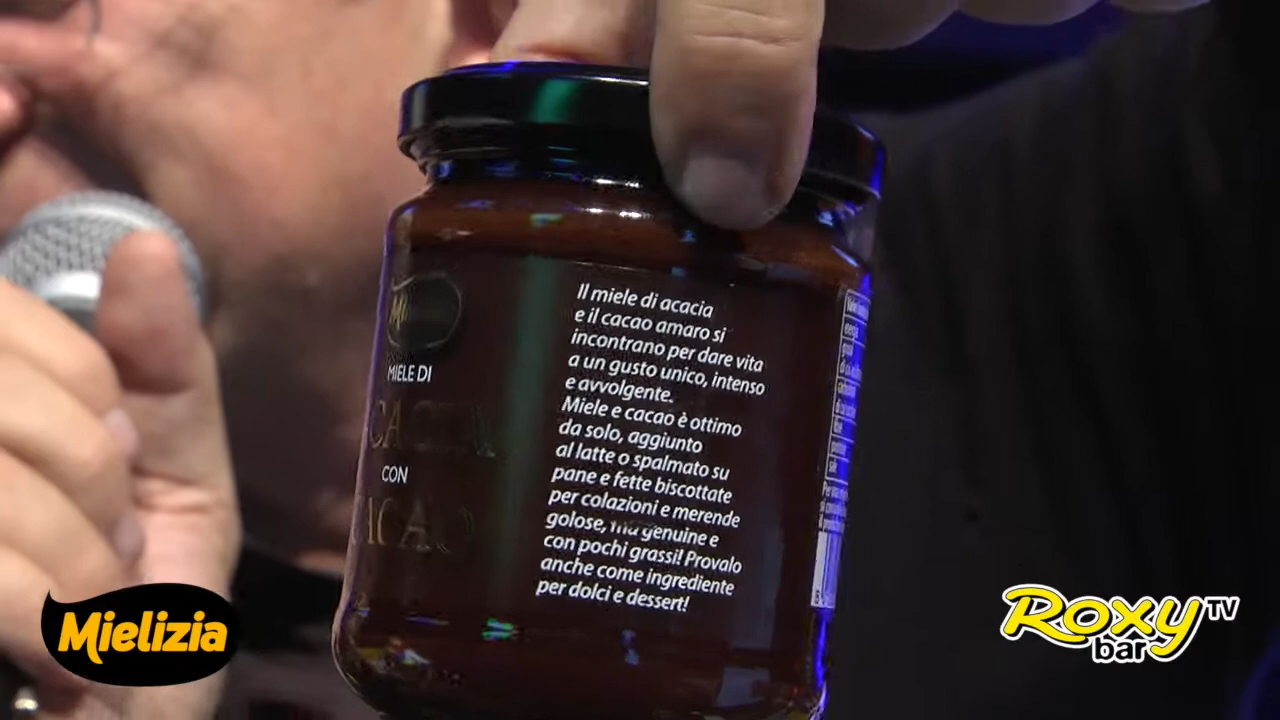 MIELE DI
CON
Il miele di acacia
e il cacao amaro si
incontrano per dare vita
a un gusto unico, intenso
e avvolgente.
Miele e cacao è ottimo
da solo, aggiunto
al latte o spalmato su
pane e fette biscottate
per colazioni e merende
golose, ma genuine e
con pochi grassi! Provalo
anche come ingrediente
per dolci e dessert!
Mielizia
Roxy TV
bar